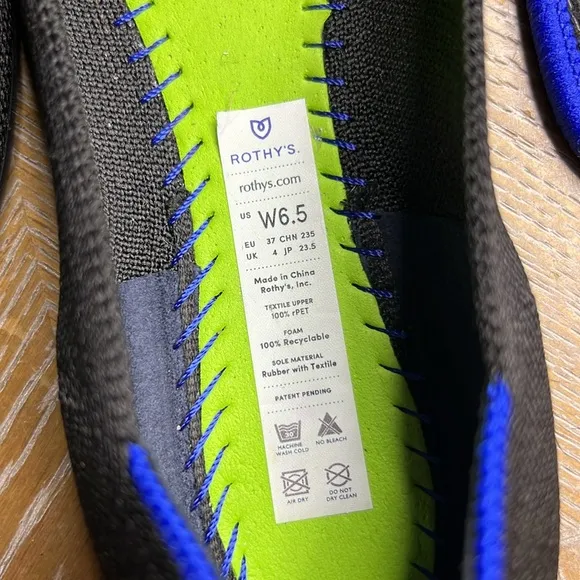 ROTHY'S.
rothys.com
US W6.5
EU 37 CHN 235
UK 4 JP 23.5
Made in China
Rothy's, Inc.
TEXTILE UPPER
100% rPET
FOAM
100% Recyclable
SOLE MATERIAL
Rubber with Textile
PATENT PENDING
30°
MACHINE WASH COLD
NO BLEACH
AIR DRY
DO NOT DRY CLEAN